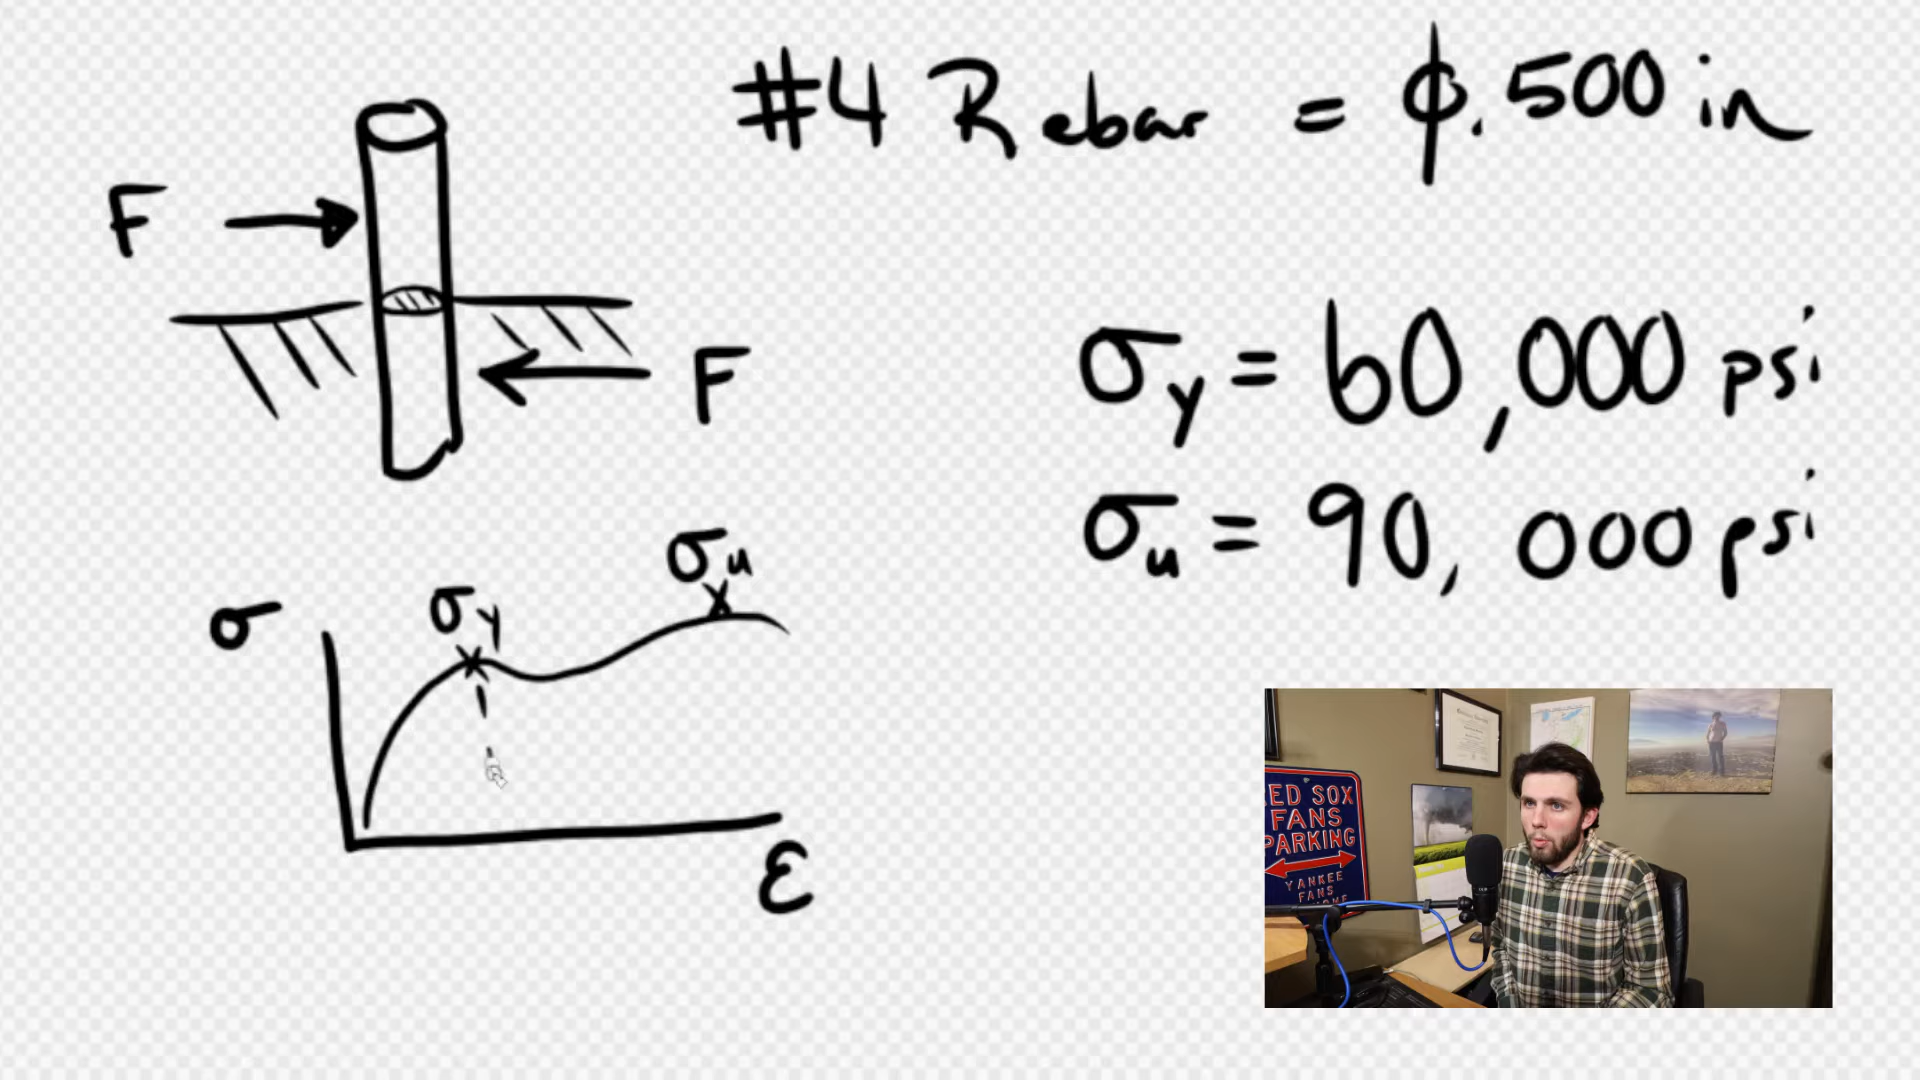 #4 Rebar = ϕ.500 in
F
F
σy = 60,000 psi
σu = 90,000 psi
σu
σy
σ
ε
RED SOX
FANS
PARKING
YANKEE
FANS